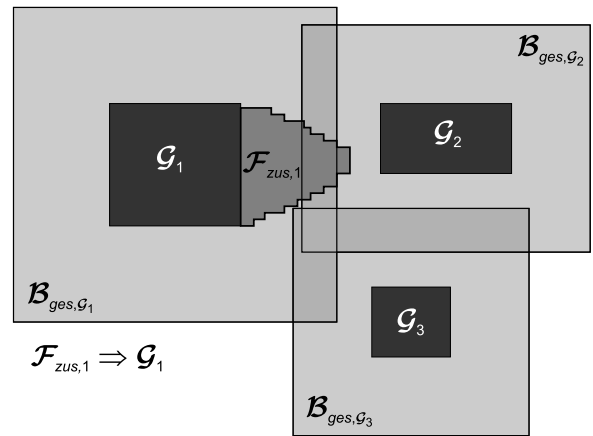 𝓑ges,𝒢2
𝒢1
𝓕zus,1
𝒢2
𝓑ges,𝒢1
𝒢3
𝓕zus,1 ⇒ 𝒢1
𝓑ges,𝒢3